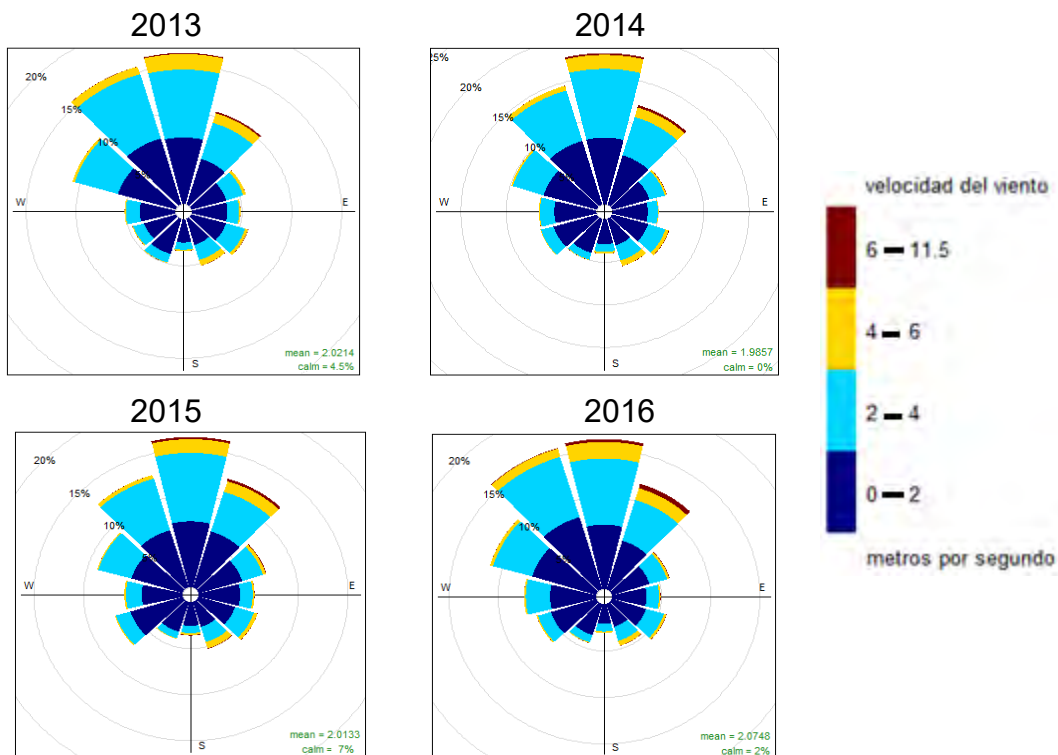 2013
20%
15%
10%
W
E
S
mean = 2.0214
calm = 4.5%
2014
25%
20%
15%
10%
W
E
S
mean = 1.9857
calm = 0%
velocidad del viento
6 11.5
4 6
2 4
0 2
metros por segundo
2015
20%
15%
10%
W
E
S
mean = 2.0133
calm = 7%
2016
20%
15%
10%
W
E
S
mean = 2.0748
calm = 2%